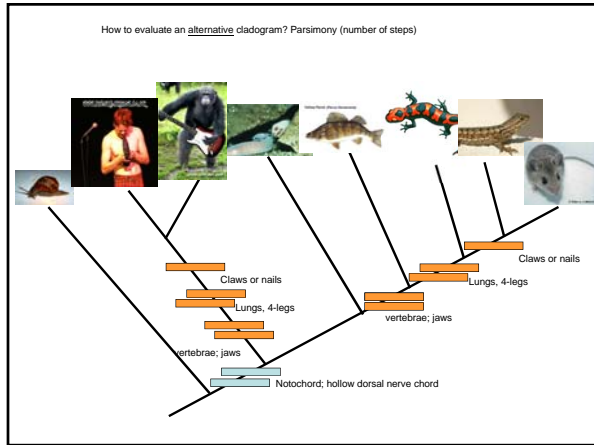 How to evaluate an alternative cladogram? Parsimony (number of steps)
Claws or nails
Claws or nails
Lungs, 4-legs
Lungs, 4-legs
vertebrae; jaws
vertebrae; jaws
Notochord; hollow dorsal nerve chord